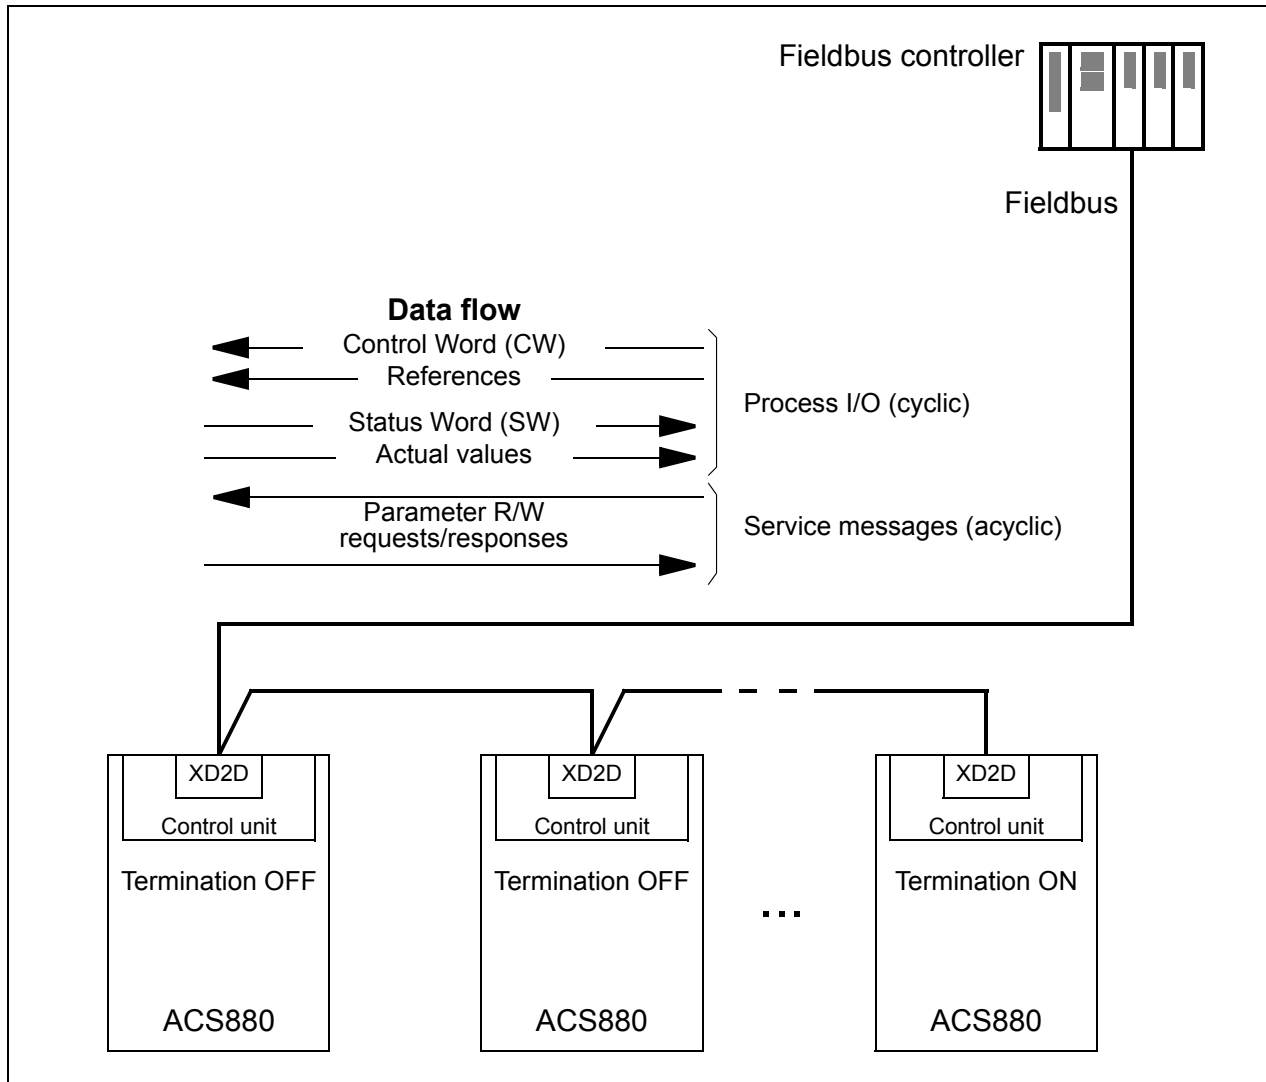 Fieldbus controller
Fieldbus
Data flow
Control Word (CW)
References
Status Word (SW)
Actual values
Process I/O (cyclic)
Parameter R/W
requests/responses
Service messages (acyclic)
XD2D
Control unit
Termination OFF
ACS880
XD2D
Control unit
Termination OFF
ACS880
...
XD2D
Control unit
Termination ON
ACS880